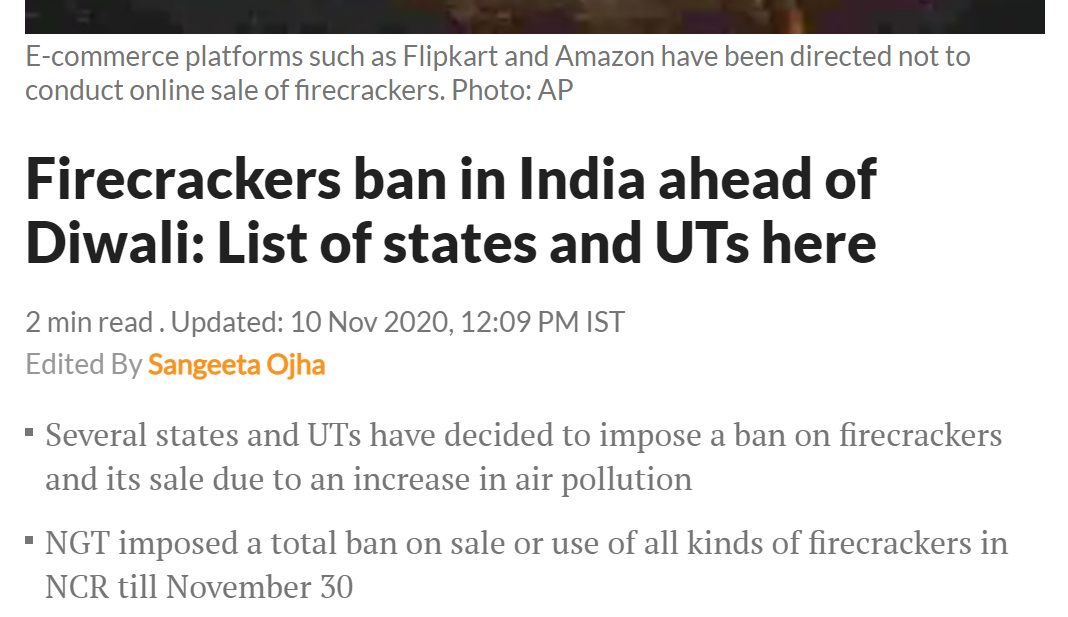 E-commerce platforms such as Flipkart and Amazon have been directed not to
conduct online sale of firecrackers. Photo: AP
Firecrackers ban in India ahead of
Diwali: List of states and UTs here
2 min read . Updated: 10 Nov 2020, 12:09 PM IST
Edited By Sangeeta Ojha
▪ Several states and UTs have decided to impose a ban on firecrackers
and its sale due to an increase in air pollution
▪ NGT imposed a total ban on sale or use of all kinds of firecrackers in
NCR till November 30